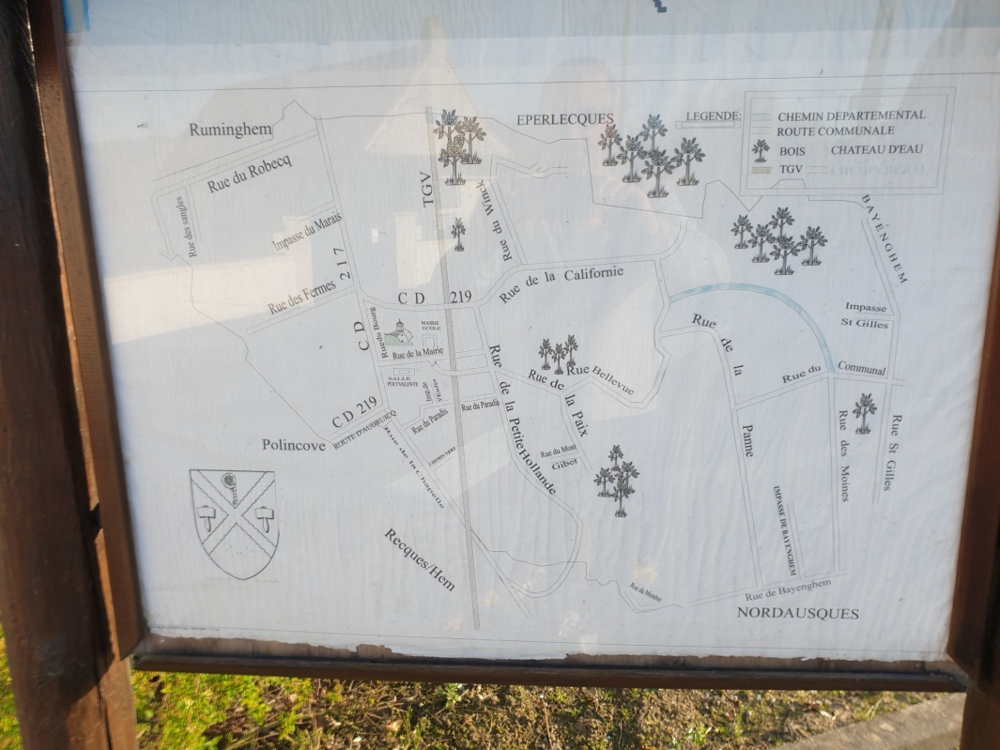 Ruminghem
EPERLECQUES
LEGENDE:
CHEMIN DEPARTEMENTAL
ROUTE COMMUNALE
BOIS
CHATEAU D'EAU
TGV
Rue du Robecq
TGV
Rue du Winck
BAYENGHEM
Rue des sangles
Impasse du Marais
Rue des Fermes
CD 217
CD 219
Rue de la Californie
Impasse
St Gilles
Rue du Bourg
MAIRIE
ECOLE
Rue de la Mairie
SALLE
POLYVALENTE
Rue de la Panne
Rue du Communal
Rue Bellevue
Rue de la Paix
Rue de la Petite Hollande
Rue du Paradis
Rue du Paradis
CD 219
ROUTE D'AUDRUICQ
Polincove
CHEMIN VERT
Rue de la Chapelle
Rue du Mont
Gibet
Rue des Moines
Rue St Gilles
IMPASSE DE BAYENGHEM
Recques/Hem
Rue de Bayenghem
NORDAUSQUES